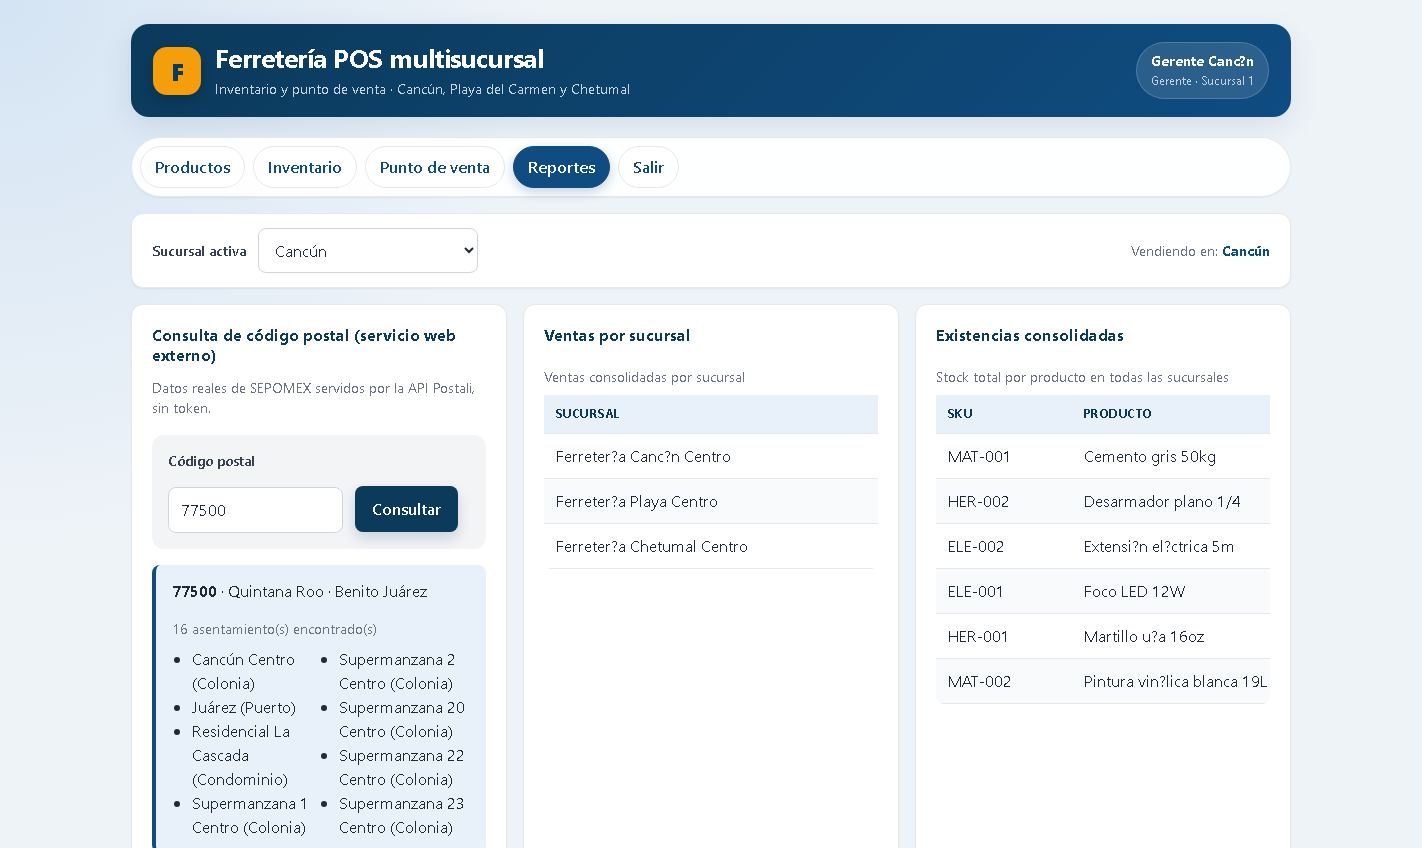 F
Ferretería POS multisucursal
Inventario y punto de venta · Cancún, Playa del Carmen y Chetumal
Gerente Canc?n
Gerente · Sucursal 1
Productos
Inventario
Punto de venta
Reportes
Salir
Sucursal activa
Cancún
Vendiendo en: Cancún
Consulta de código postal (servicio web
externo)
Datos reales de SEPOMEX servidos por la API Postali,
sin token.
Código postal
77500
Consultar
77500 · Quintana Roo · Benito Juárez
16 asentamiento(s) encontrado(s)
Cancún Centro
(Colonia)
Juárez (Puerto)
Residencial La
Cascada
(Condominio)
Supermanzana 1
Centro (Colonia)
Supermanzana 2
Centro (Colonia)
Supermanzana 20
Centro (Colonia)
Supermanzana 22
Centro (Colonia)
Supermanzana 23
Centro (Colonia)
Ventas por sucursal
Ventas consolidadas por sucursal
SUCURSAL
Ferreter?a Canc?n Centro
Ferreter?a Playa Centro
Ferreter?a Chetumal Centro
Existencias consolidadas
Stock total por producto en todas las sucursales
SKU PRODUCTO
MAT-001 Cemento gris 50kg
HER-002 Desarmador plano 1/4
ELE-002 Extensi?n el?ctrica 5m
ELE-001 Foco LED 12W
HER-001 Martillo u?a 16oz
MAT-002 Pintura vin?lica blanca 19L